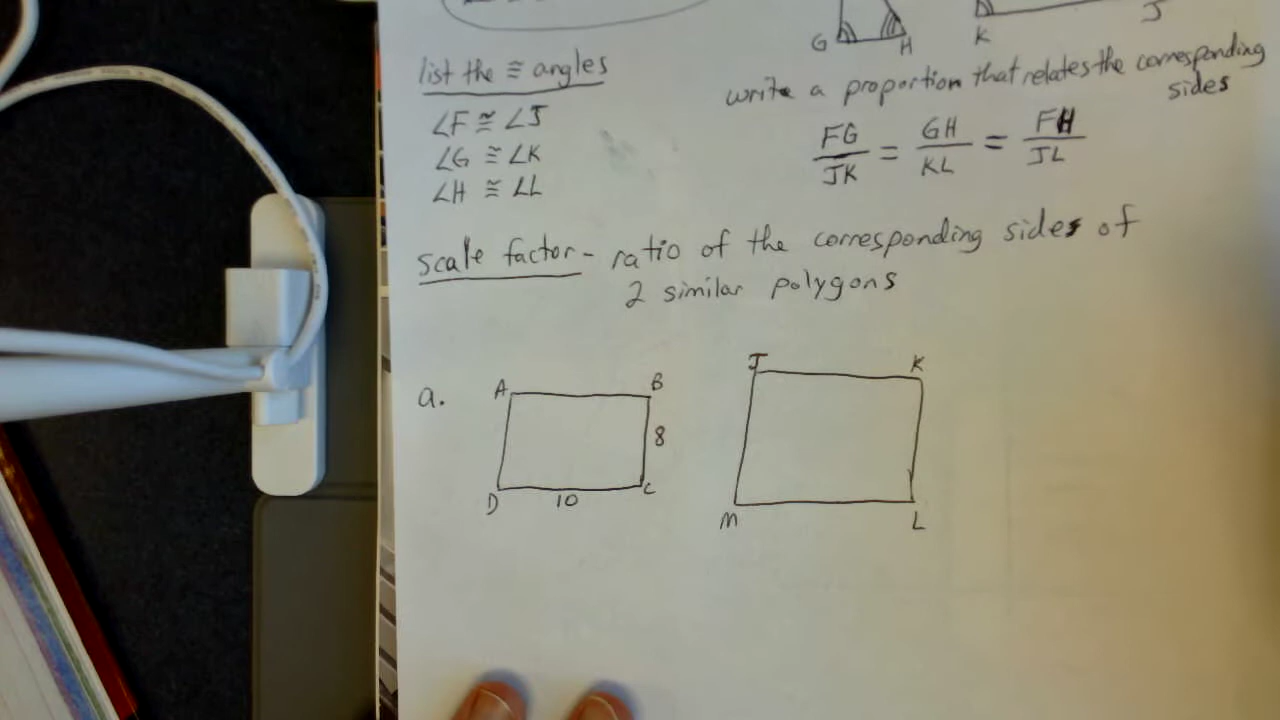 G H K J
list the ≅ angles
write a proportion that relates the corresponding
sides
∠F ≅ ∠J
∠G ≅ ∠K
∠H ≅ ∠L
FG/JK = GH/KL = FH/JL
scale factor - ratio of the corresponding sides of
2 similar polygons
a.
A B
8
D 10 C
J K
M L